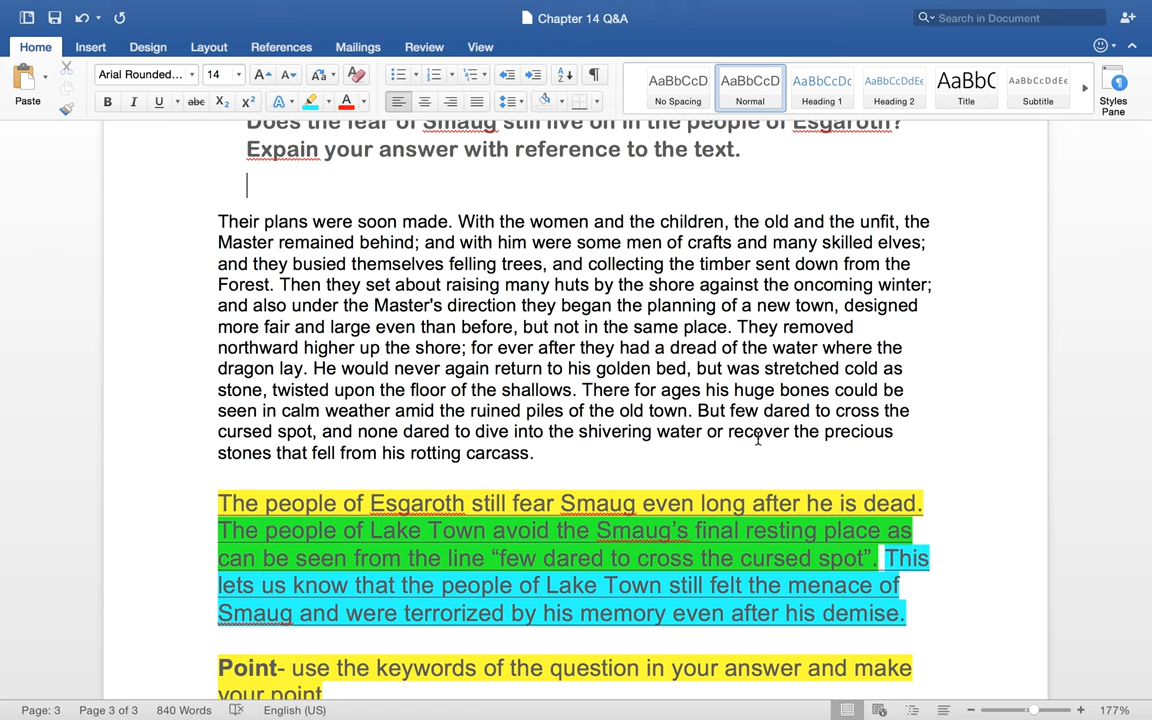 Chapter 14 Q&A
Search in Document
Home Insert Design Layout References Mailings Review View
Paste
Arial Rounded... 14
AaBbCcD AaBbCcD AaBbCcDc AaBbCcDdEe AaBbC AaBbCcDdEe
No Spacing Normal Heading 1 Heading 2 Title Subtitle
Styles
Pane
Does the fear of Smaug still live on in the people of Esgaroth?
Expain your answer with reference to the text.
Their plans were soon made. With the women and the children, the old and the unfit, the
Master remained behind; and with him were some men of crafts and many skilled elves;
and they busied themselves felling trees, and collecting the timber sent down from the
Forest. Then they set about raising many huts by the shore against the oncoming winter;
and also under the Master's direction they began the planning of a new town, designed
more fair and large even than before, but not in the same place. They removed
northward higher up the shore; for ever after they had a dread of the water where the
dragon lay. He would never again return to his golden bed, but was stretched cold as
stone, twisted upon the floor of the shallows. There for ages his huge bones could be
seen in calm weather amid the ruined piles of the old town. But few dared to cross the
cursed spot, and none dared to dive into the shivering water or recover the precious
stones that fell from his rotting carcass.
The people of Esgaroth still fear Smaug even long after he is dead.
The people of Lake Town avoid the Smaug's final resting place as
can be seen from the line “few dared to cross the cursed spot”. This
lets us know that the people of Lake Town still felt the menace of
Smaug and were terrorized by his memory even after his demise.
Point- use the keywords of the question in your answer and make
your point
Page: 3 Page 3 of 3 840 Words English (US) 177%